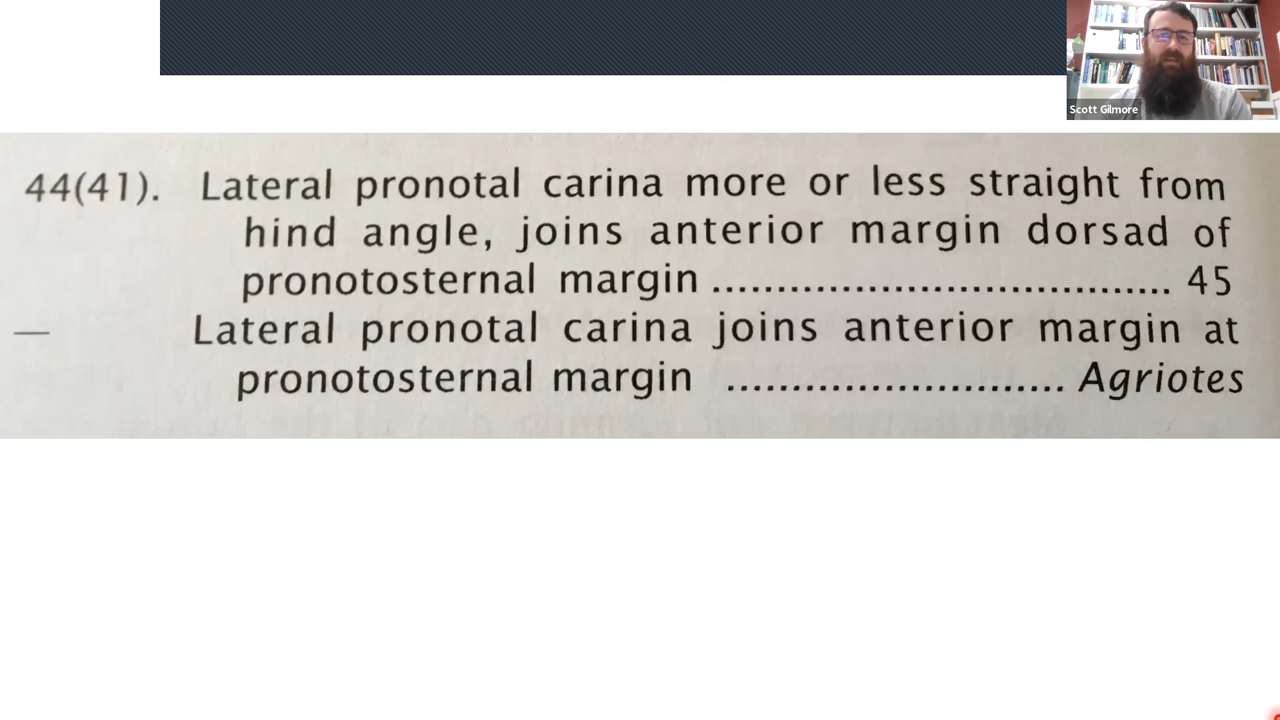 Scott Gilmore
44(41). Lateral pronotal carina more or less straight from
hind angle, joins anterior margin dorsad of
pronotosternal margin .................................... 45
— Lateral pronotal carina joins anterior margin at
pronotosternal margin .......................... Agriotes